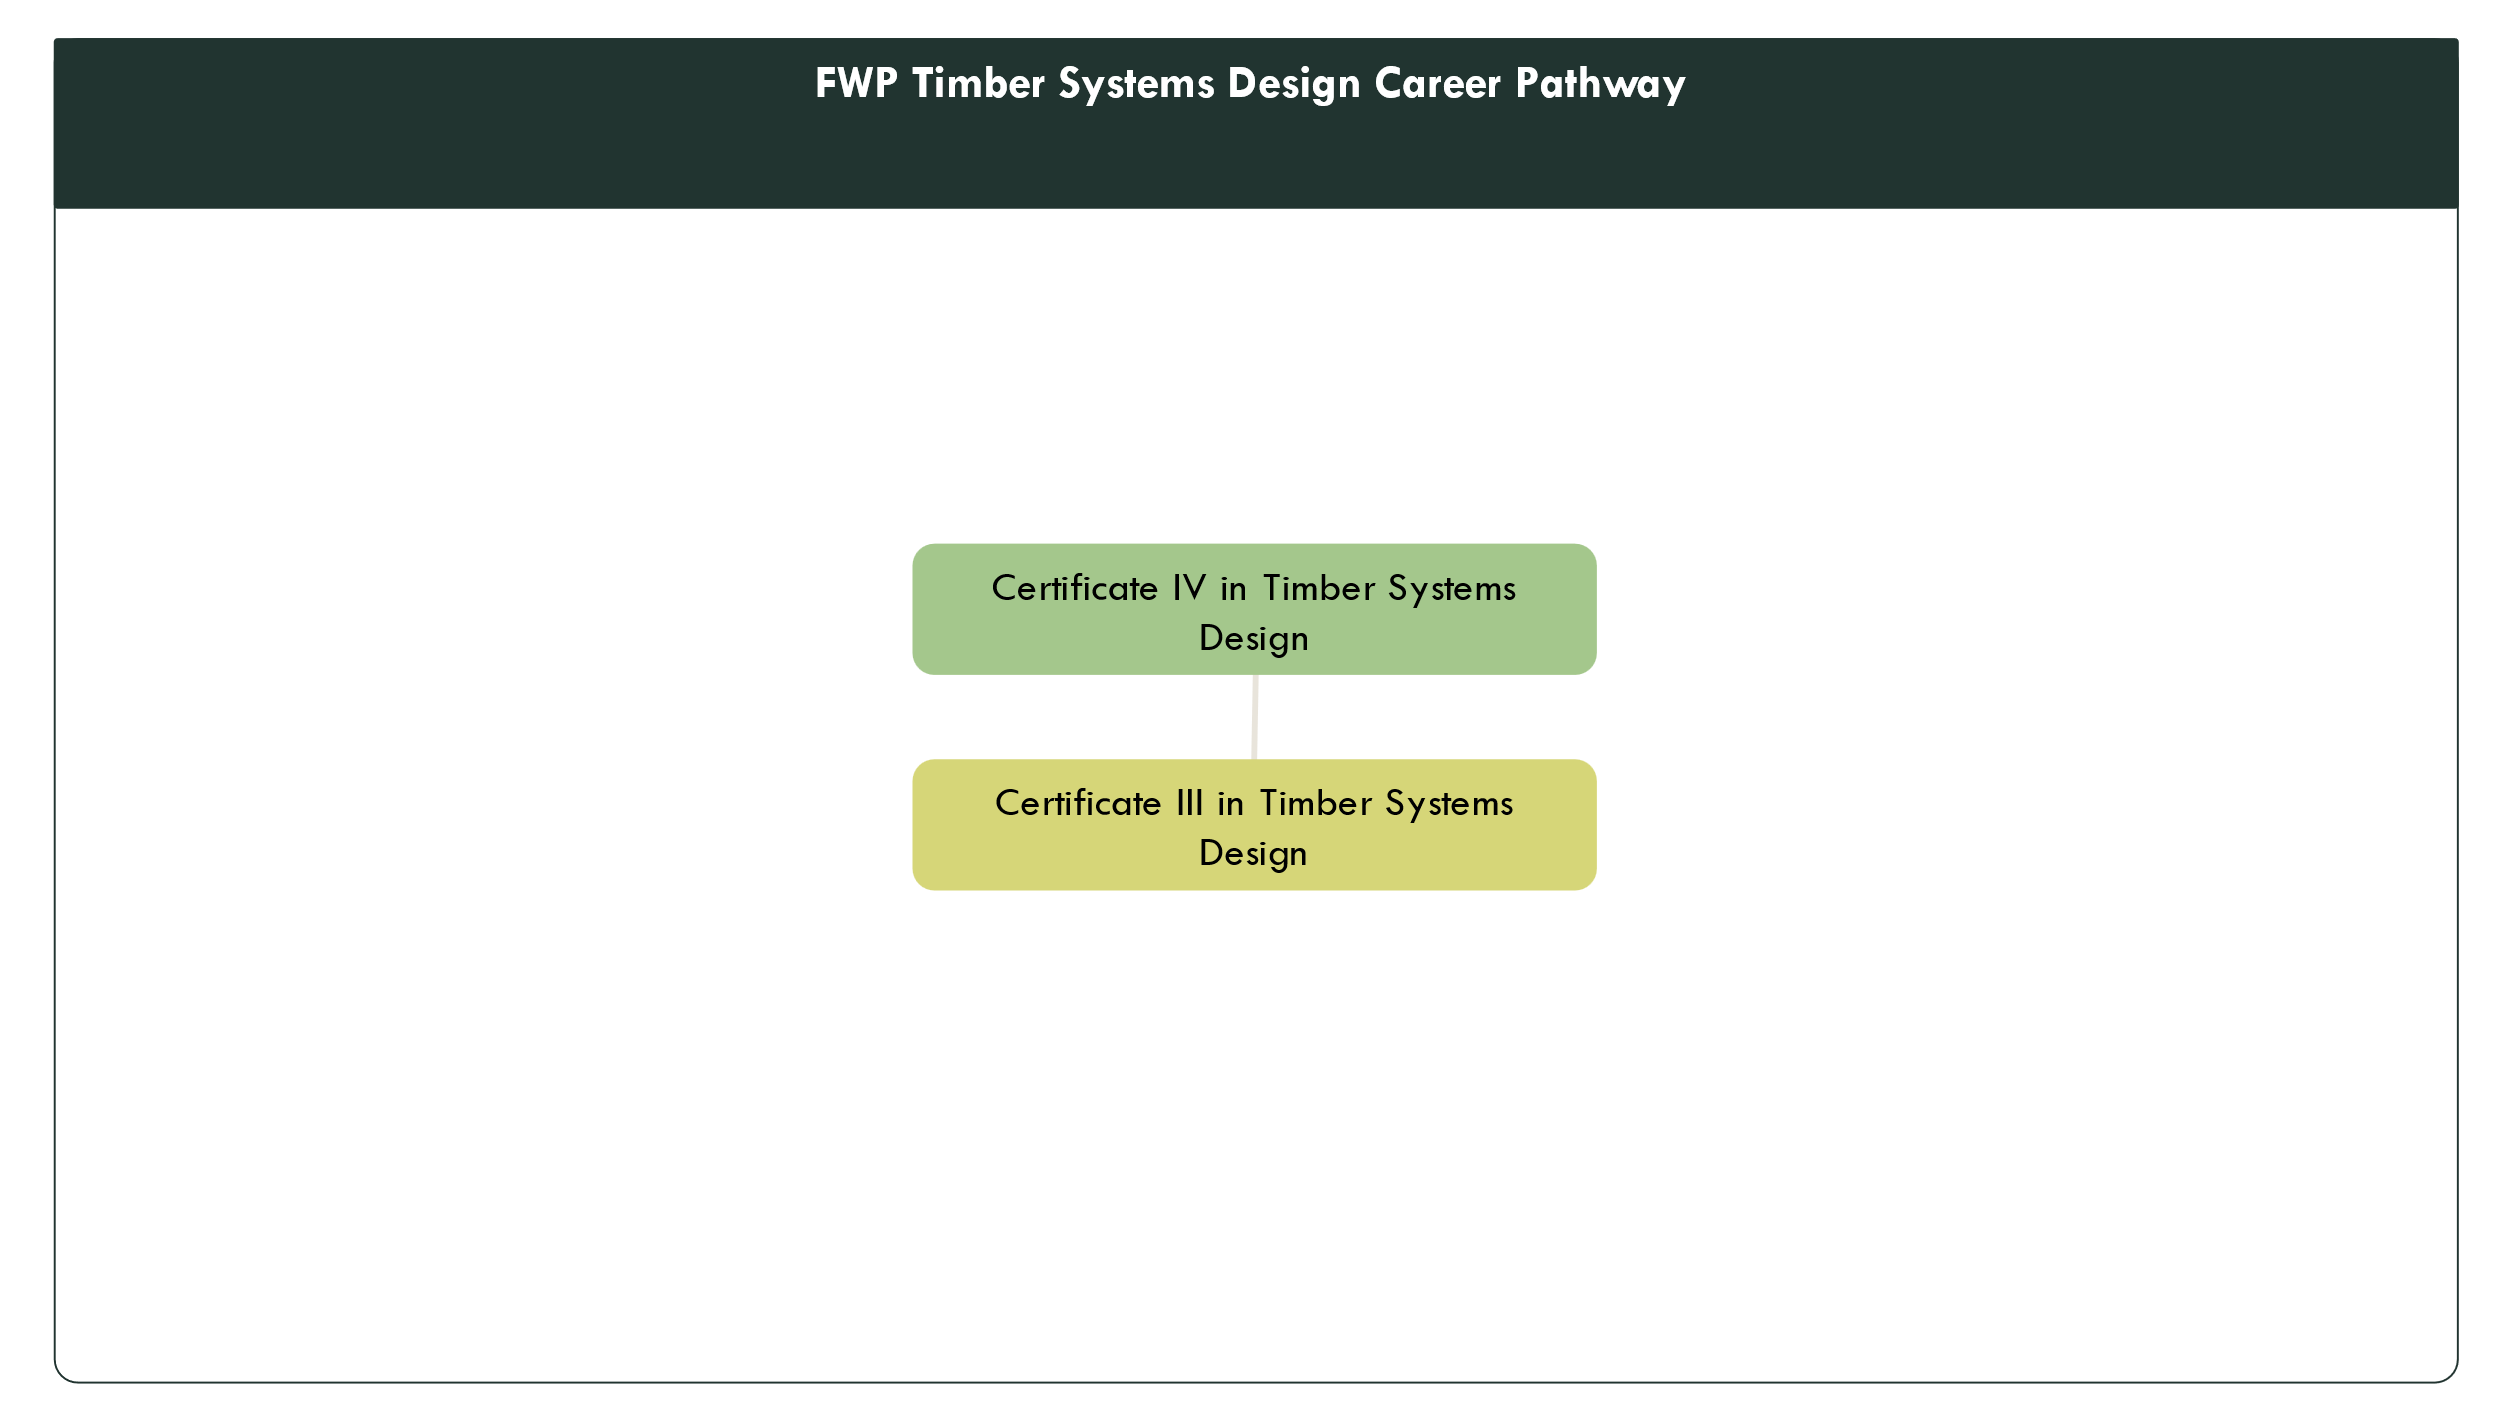 FWP Timber Systems Design Career Pathway
Certificate IV in Timber Systems
Design
Certificate III in Timber Systems
Design